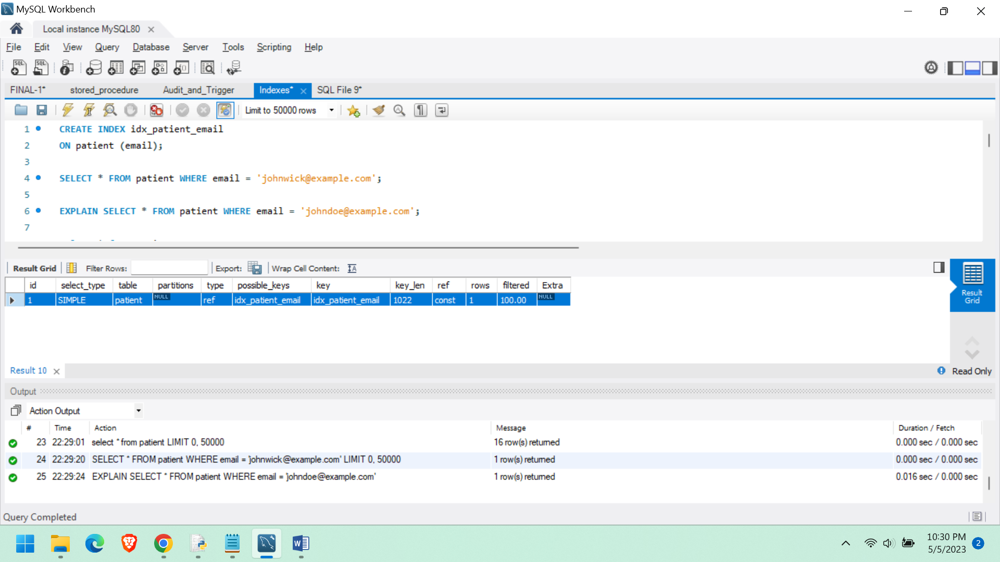 MySQL Workbench
Local instance MySQL80
File Edit View Query Database Server Tools Scripting Help
FINAL-1* stored_procedure Audit_and_Trigger Indexes* SQL File 9*
Limit to 50000 rows
1 CREATE INDEX idx_patient_email
2 ON patient (email);
3
4 SELECT * FROM patient WHERE email = 'johnwick@example.com';
5
6 EXPLAIN SELECT * FROM patient WHERE email = 'johndoe@example.com';
7
Result Grid Filter Rows: Export: Wrap Cell Content:
id select_type table partitions type possible_keys key key_len ref rows filtered Extra
1 SIMPLE patient NULL ref idx_patient_email idx_patient_email 1022 const 1 100.00 NULL
Result
Grid
Result 10
Read Only
Output
Action Output
# Time Action Message Duration / Fetch
23 22:29:01 select * from patient LIMIT 0, 50000 16 row(s) returned 0.000 sec / 0.000 sec
24 22:29:20 SELECT * FROM patient WHERE email = 'johnwick@example.com' LIMIT 0, 50000 1 row(s) returned 0.000 sec / 0.000 sec
25 22:29:24 EXPLAIN SELECT * FROM patient WHERE email = 'johndoe@example.com' 1 row(s) returned 0.016 sec / 0.000 sec
Query Completed
10:30 PM
5/5/2023
2